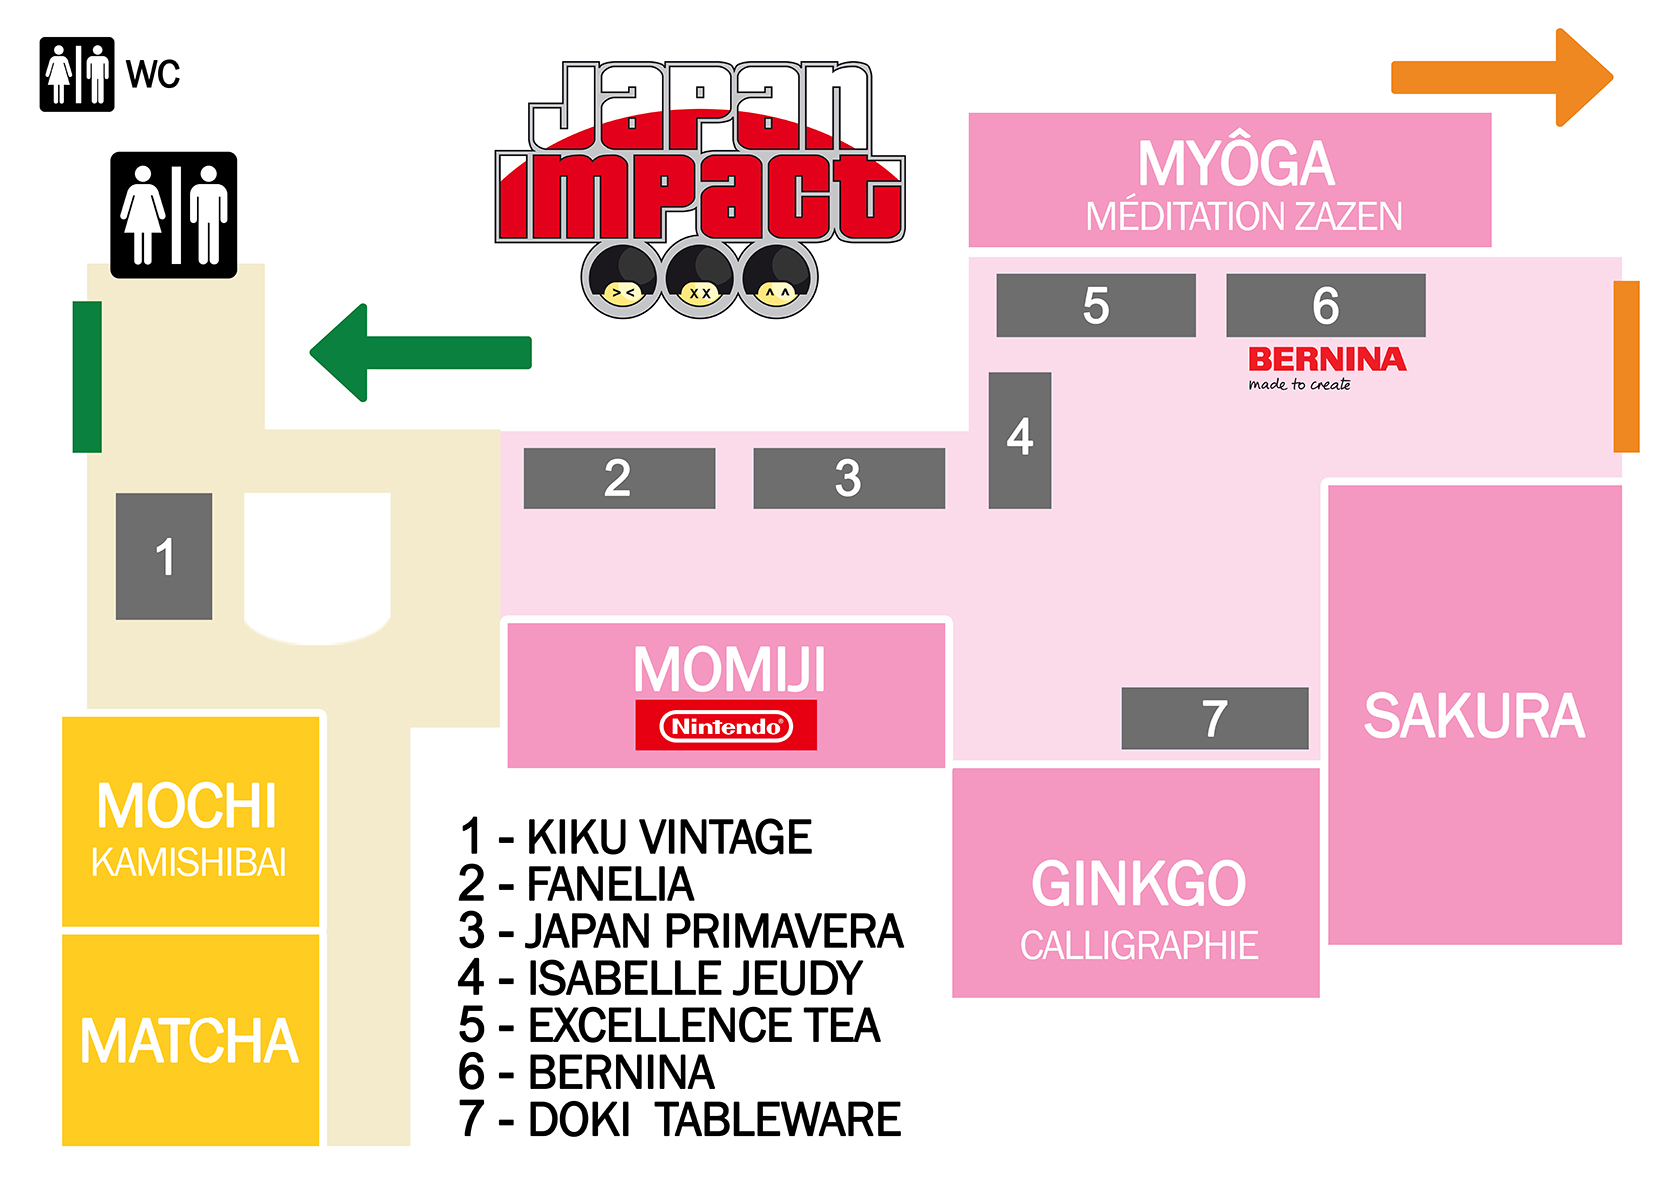 WC
Japan
Impact
MYÔGA
MÉDITATION ZAZEN
5
6
BERNINA
made to create
4
2
3
1
MOMIJI
Nintendo®
7
SAKURA
MOCHI
KAMISHIBAI
GINKGO
CALLIGRAPHIE
MATCHA
1 - KIKU VINTAGE
2 - FANELIA
3 - JAPAN PRIMAVERA
4 - ISABELLE JEUDY
5 - EXCELLENCE TEA
6 - BERNINA
7 - DOKI  TABLEWARE